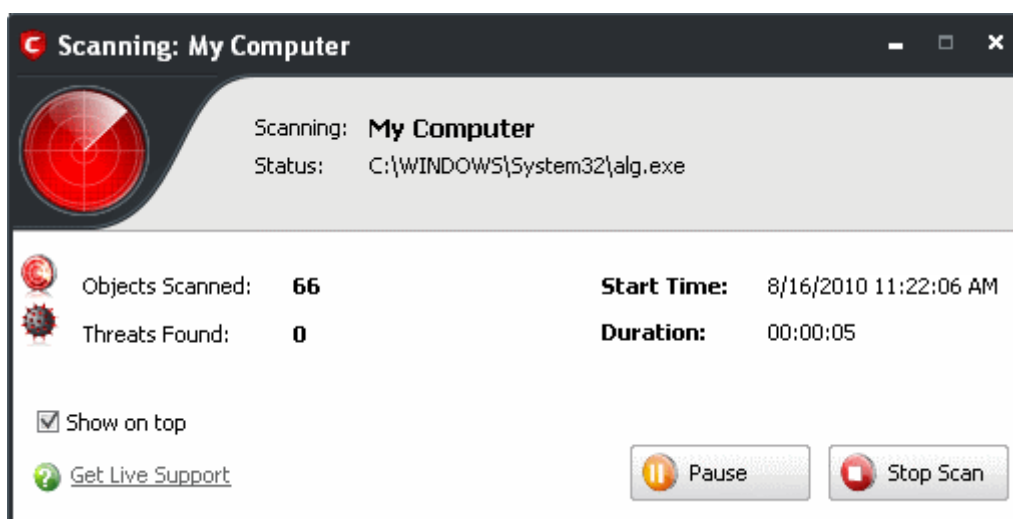 Scanning: My Computer
Scanning: My Computer
Status: C:\WINDOWS\System32\alg.exe
Objects Scanned: 66
Start Time: 8/16/2010 11:22:06 AM
Threats Found: 0
Duration: 00:00:05
Show on top
Get Live Support
Pause
Stop Scan